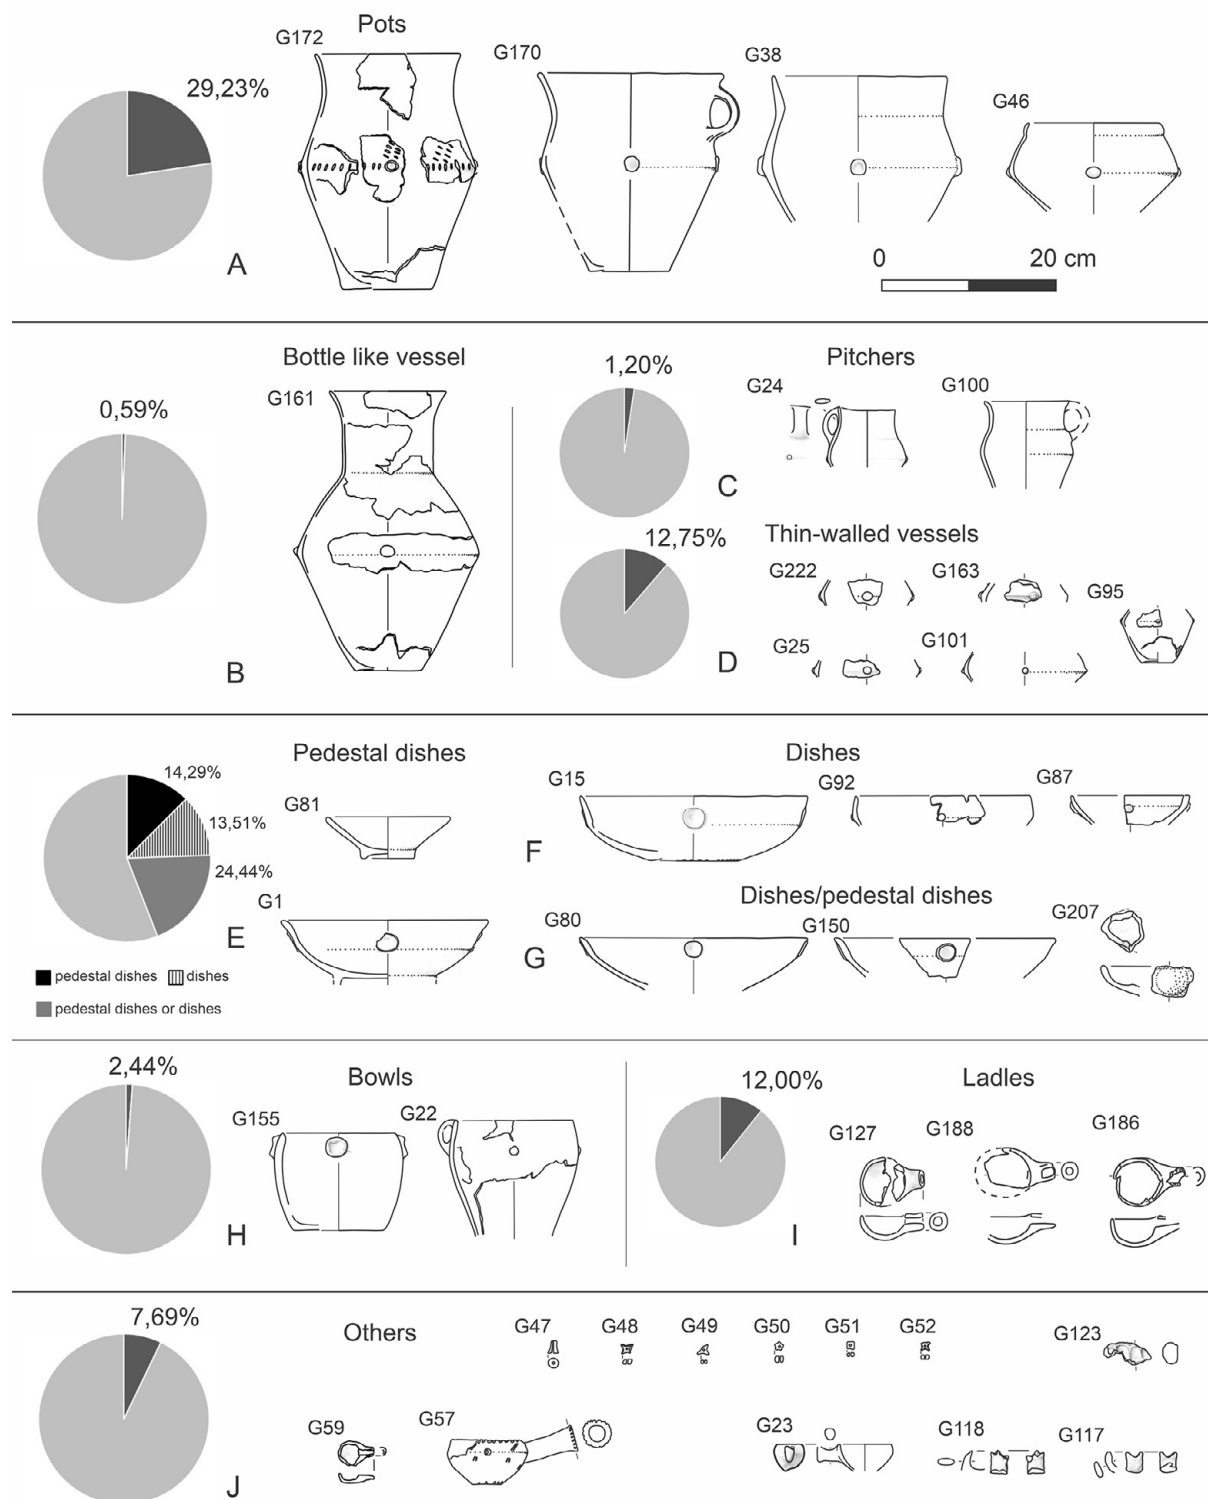 Pots
G172
G170
G38
G46
29,23%
A
0 20 cm
Bottle like vessel
G161
0,59%
B
1,20%
Pitchers
G24
G100
C
12,75%
Thin-walled vessels
G222
G163
G95
G25
G101
D
Pedestal dishes
14,29%
13,51%
24,44%
G81
G1
E
pedestal dishes dishes
pedestal dishes or dishes
Dishes
G15
G92
G87
F
Dishes/pedestal dishes
G80
G150
G207
G
2,44%
Bowls
G155
G22
H
12,00%
Ladles
G127
G188
G186
I
7,69%
Others
G47 G48 G49 G50 G51 G52
G123
G59
G57
G23
G118
G117
J